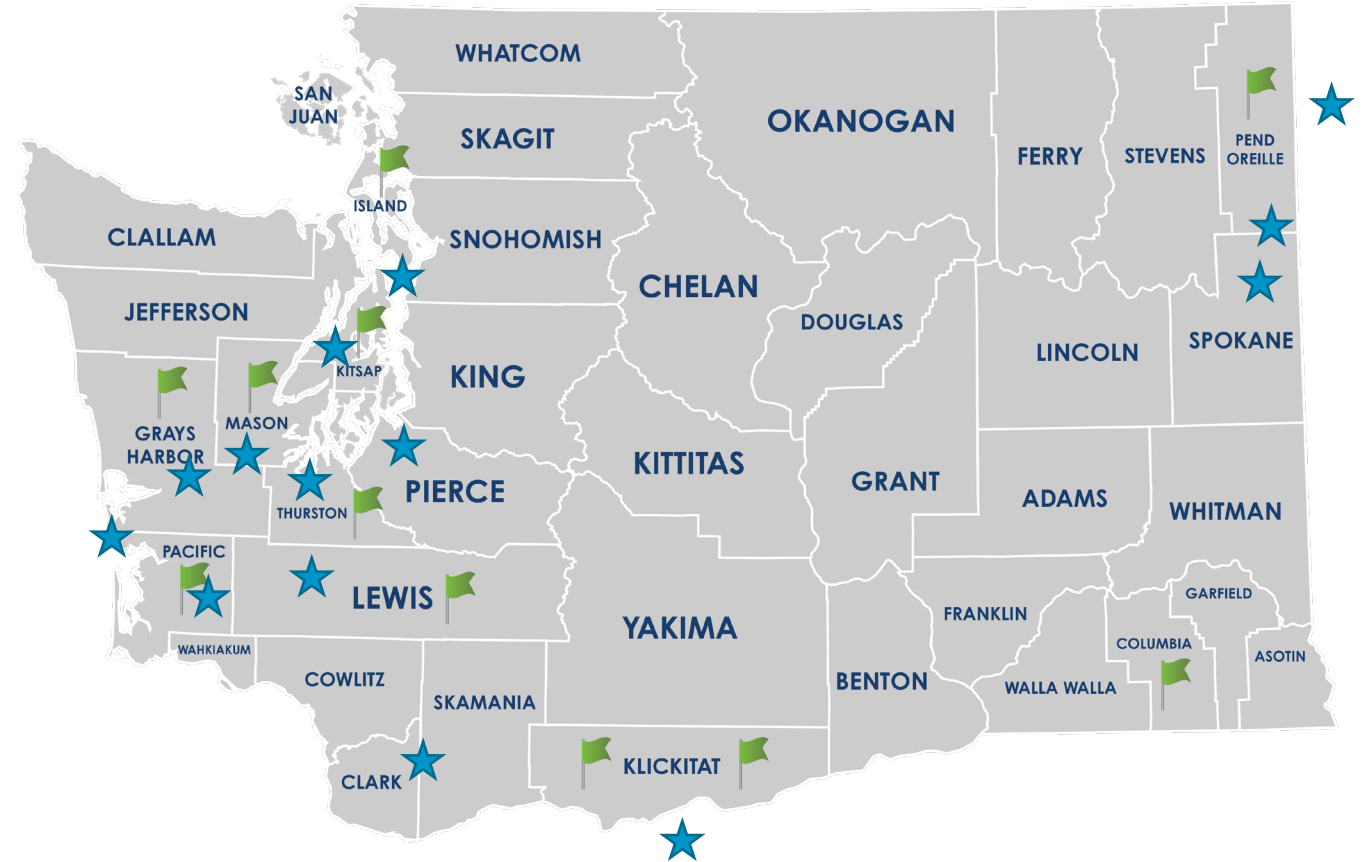 WHATCOM
SAN
JUAN
SKAGIT
OKANOGAN
FERRY
STEVENS
PEND
OREILLE
ISLAND
CLALLAM
SNOHOMISH
CHELAN
JEFFERSON
DOUGLAS
SPOKANE
LINCOLN
KITSAP
KING
MASON
GRAYS
HARBOR
KITTITAS
GRANT
PIERCE
ADAMS
WHITMAN
THURSTON
PACIFIC
LEWIS
GARFIELD
FRANKLIN
YAKIMA
COLUMBIA
WAHKIAKUM
ASOTIN
COWLITZ
BENTON
WALLA WALLA
SKAMANIA
KLICKITAT
CLARK